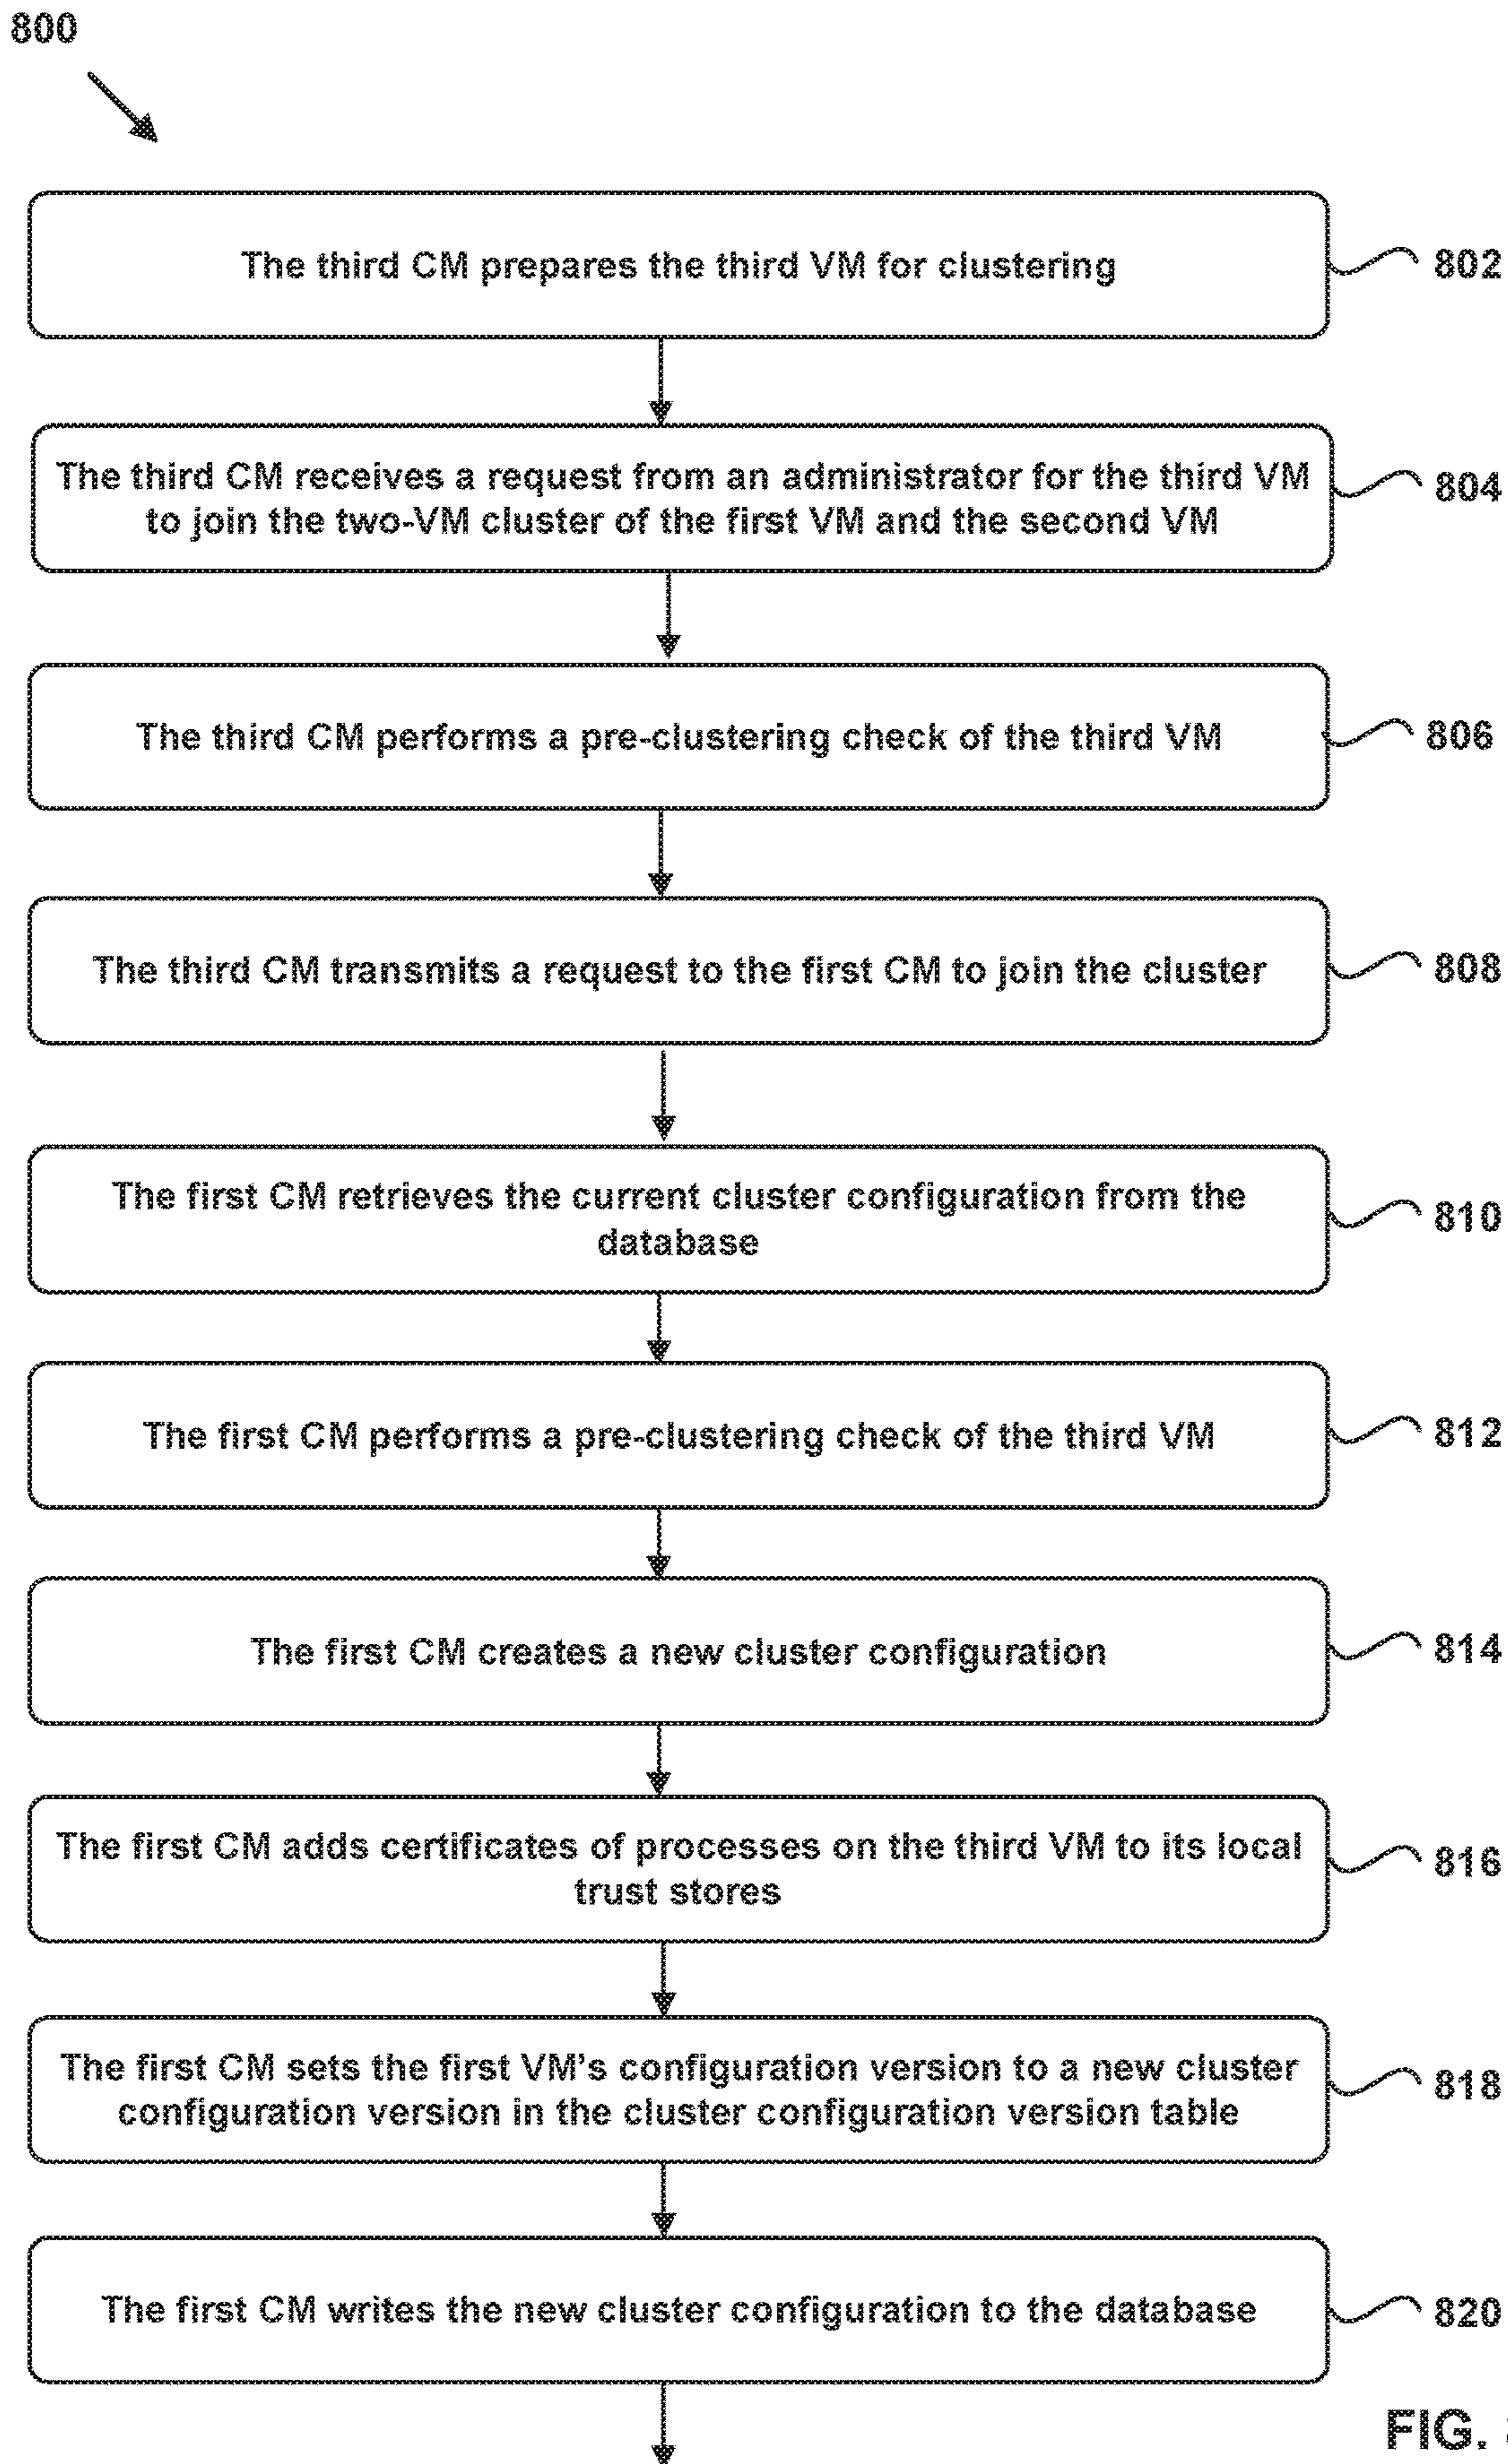 800
The third CM prepares the third VM for clustering
802
The third CM receives a request from an administrator for the third VM
to join the two-VM cluster of the first VM and the second VM
804
The third CM performs a pre-clustering check of the third VM
806
The third CM transmits a request to the first CM to join the cluster
808
The first CM retrieves the current cluster configuration from the
database
810
The first CM performs a pre-clustering check of the third VM
812
The first CM creates a new cluster configuration
814
The first CM adds certificates of processes on the third VM to its local
trust stores
816
The first CM sets the first VM’s configuration version to a new cluster
configuration version in the cluster configuration version table
818
The first CM writes the new cluster configuration to the database
820
FIG.